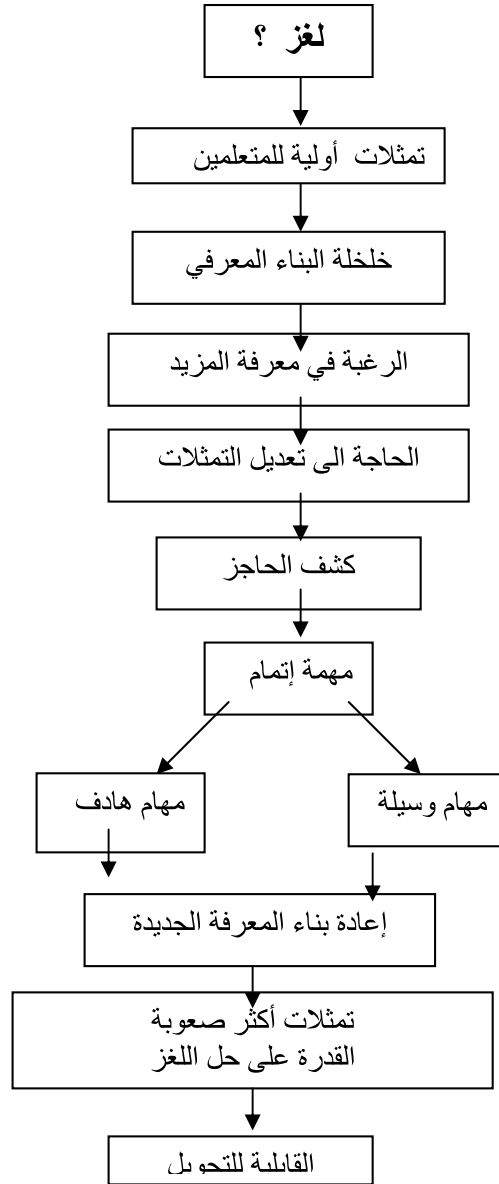 لغز ؟
تمثلات أولية للمتعلمين
خلخلة البناء المعرفي
الرغبة في معرفة المزيد
الحاجة الى تعديل التمثلات
كشف الحاجز
مهمة إتمام
مهام وسيلة
مهام هادف
إعادة بناء المعرفة الجديدة
تمثلات أكثر صعوبة
القدرة على حل اللغز
القابلية للتحويل